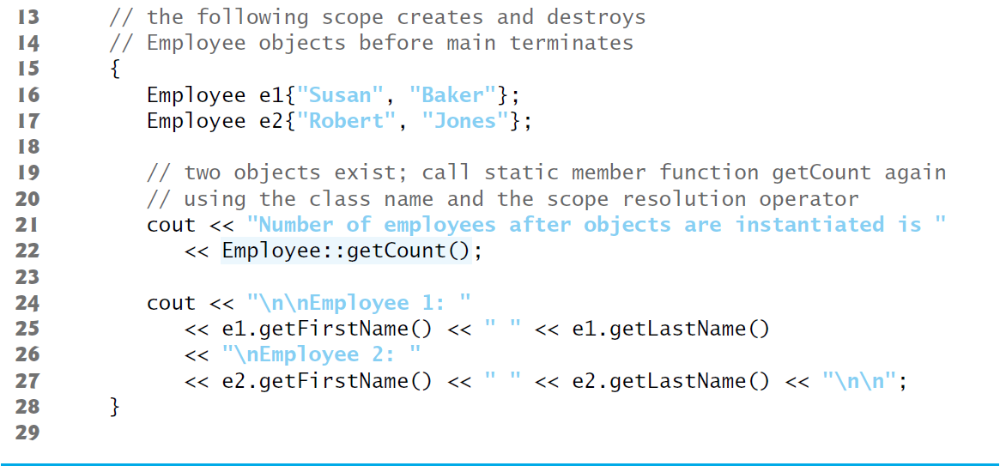 13 // the following scope creates and destroys
14 // Employee objects before main terminates
15 {
16 Employee e1{"Susan", "Baker"};
17 Employee e2{"Robert", "Jones"};
18
19 // two objects exist; call static member function getCount again
20 // using the class name and the scope resolution operator
21 cout << "Number of employees after objects are instantiated is "
22 << Employee::getCount();
23
24 cout << "\n\nEmployee 1: "
25 << e1.getFirstName() << " " << e1.getLastName()
26 << "\nEmployee 2: "
27 << e2.getFirstName() << " " << e2.getLastName() << "\n\n";
28 }
29